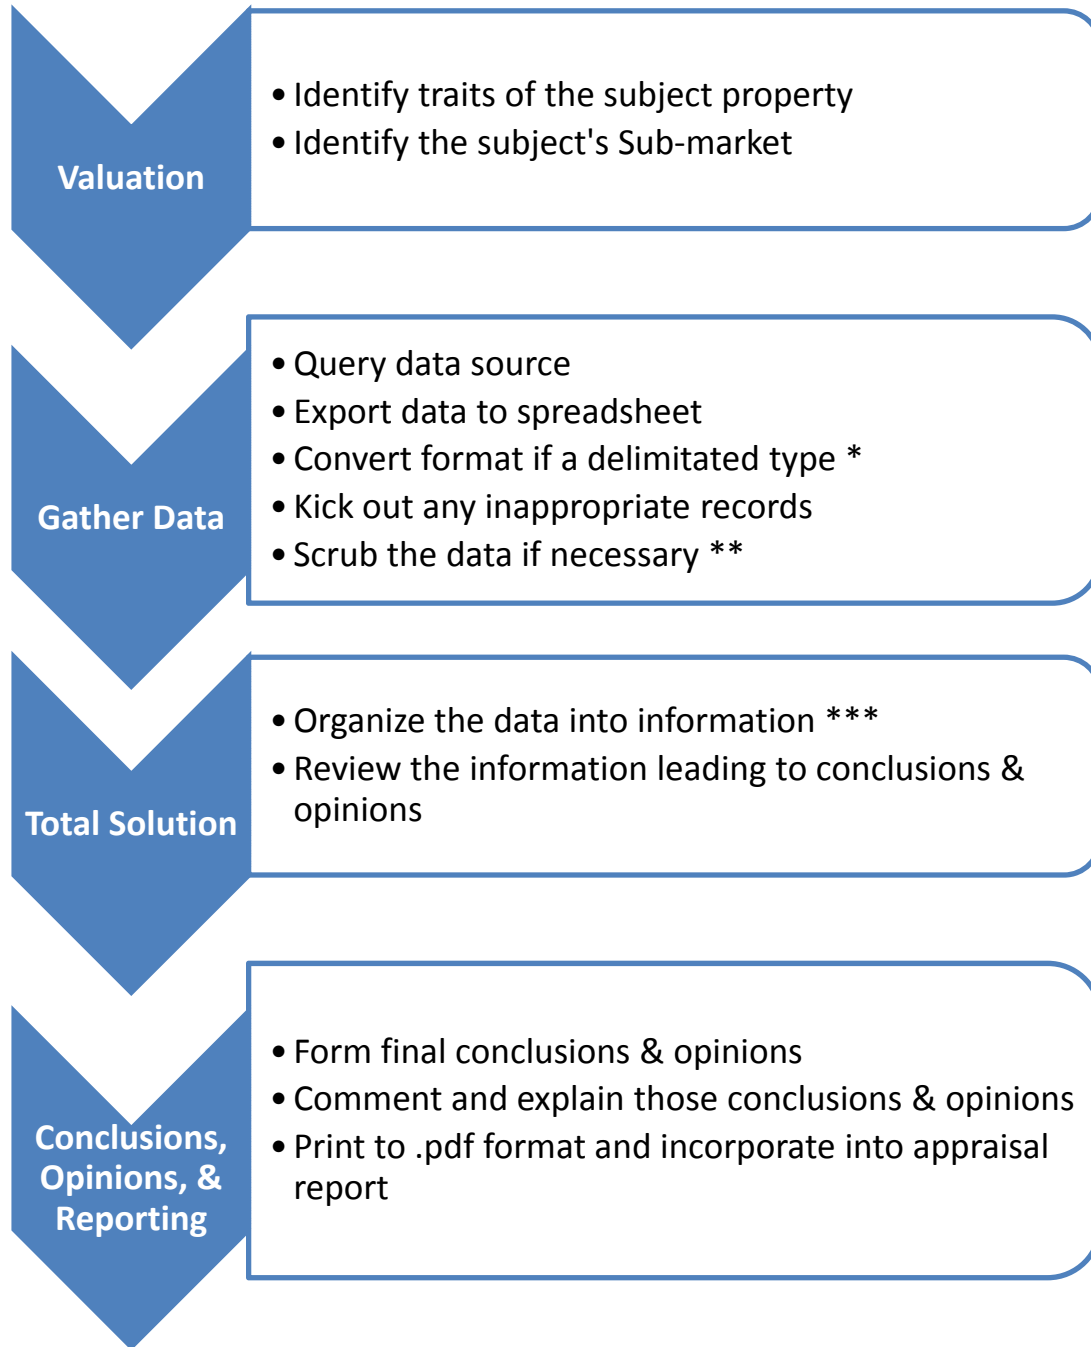 Valuation
• Identify traits of the subject property
• Identify the subject's Sub-market
Gather Data
• Query data source
• Export data to spreadsheet
• Convert format if a delimitated type *
• Kick out any inappropriate records
• Scrub the data if necessary **
Total Solution
• Organize the data into information ***
• Review the information leading to conclusions &
opinions
Conclusions,
Opinions, &
Reporting
• Form final conclusions & opinions
• Comment and explain those conclusions & opinions
• Print to .pdf format and incorporate into appraisal
report